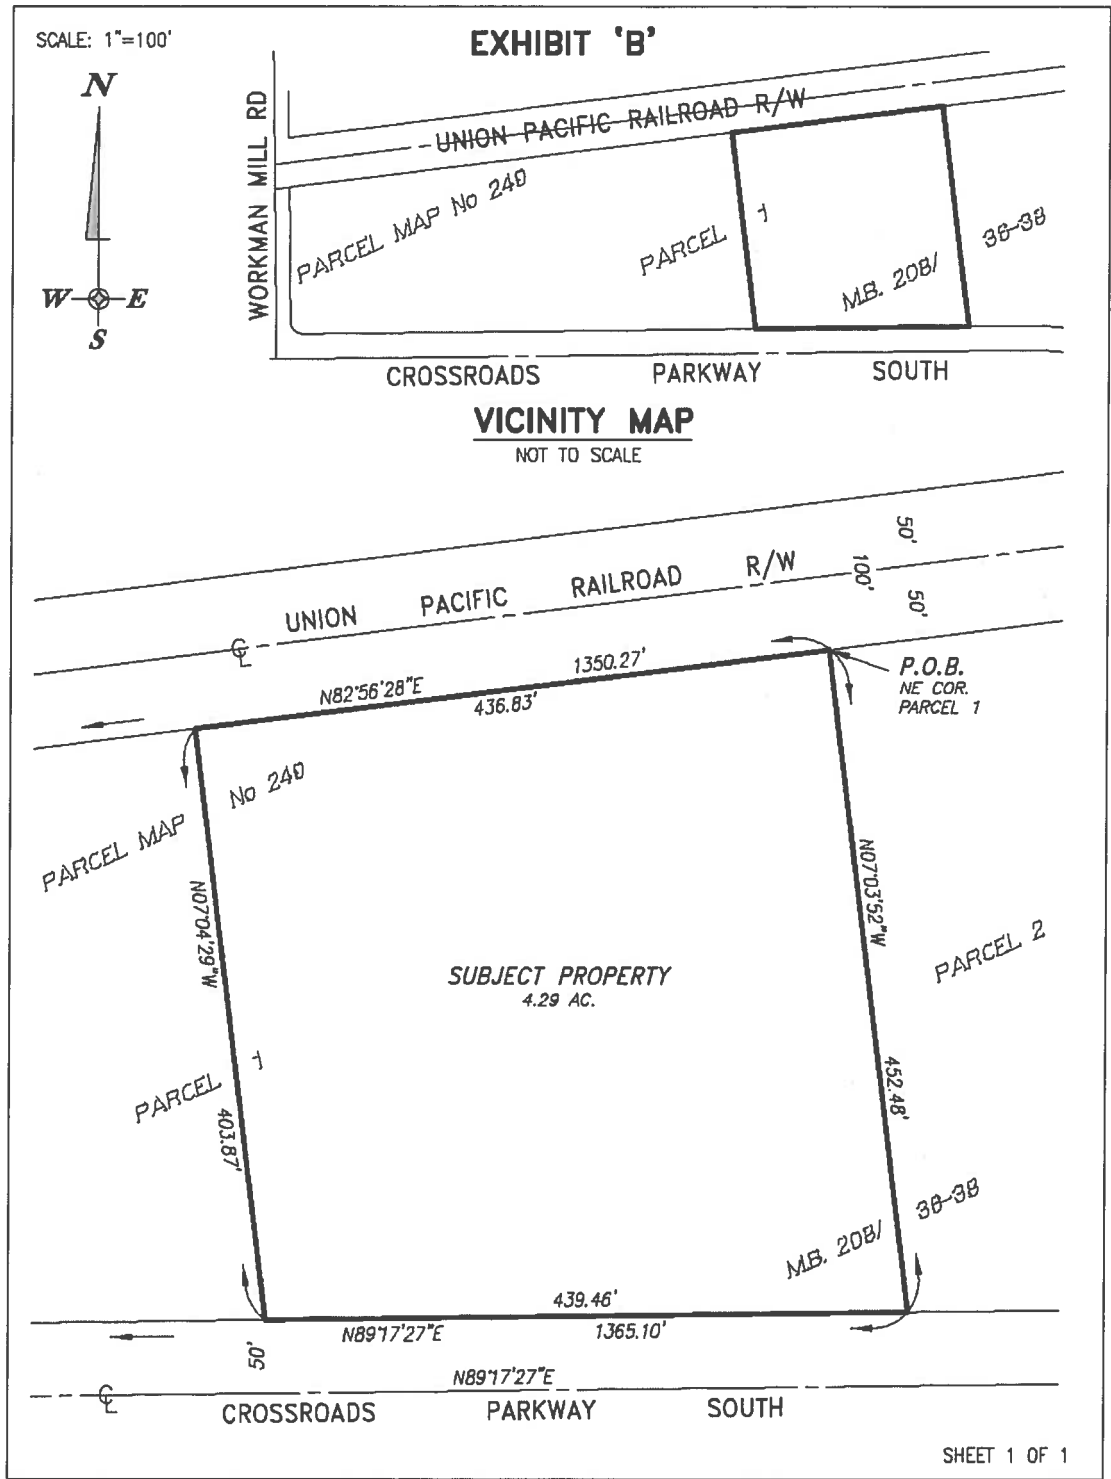 SCALE: 1"=100'
EXHIBIT 'B'
N
W
E
S
WORKMAN MILL RD
UNION PACIFIC RAILROAD R/W
PARCEL MAP No 240
PARCEL 1
M.B. 208/ 36-38
CROSSROADS PARKWAY SOUTH
VICINITY MAP
NOT TO SCALE
50'
100'
50'
UNION PACIFIC RAILROAD R/W
℄
1350.27'
N82°56'28"E
436.83'
P.O.B.
NE COR.
PARCEL 1
PARCEL MAP No 240
N07°04'29"W
403.87'
N07°03'52"W
452.48'
SUBJECT PROPERTY
4.29 AC.
PARCEL 2
PARCEL 1
M.B. 208/ 36-38
439.46'
N89°17'27"E
1365.10'
50'
N89°17'27"E
℄
CROSSROADS PARKWAY SOUTH
SHEET 1 OF 1